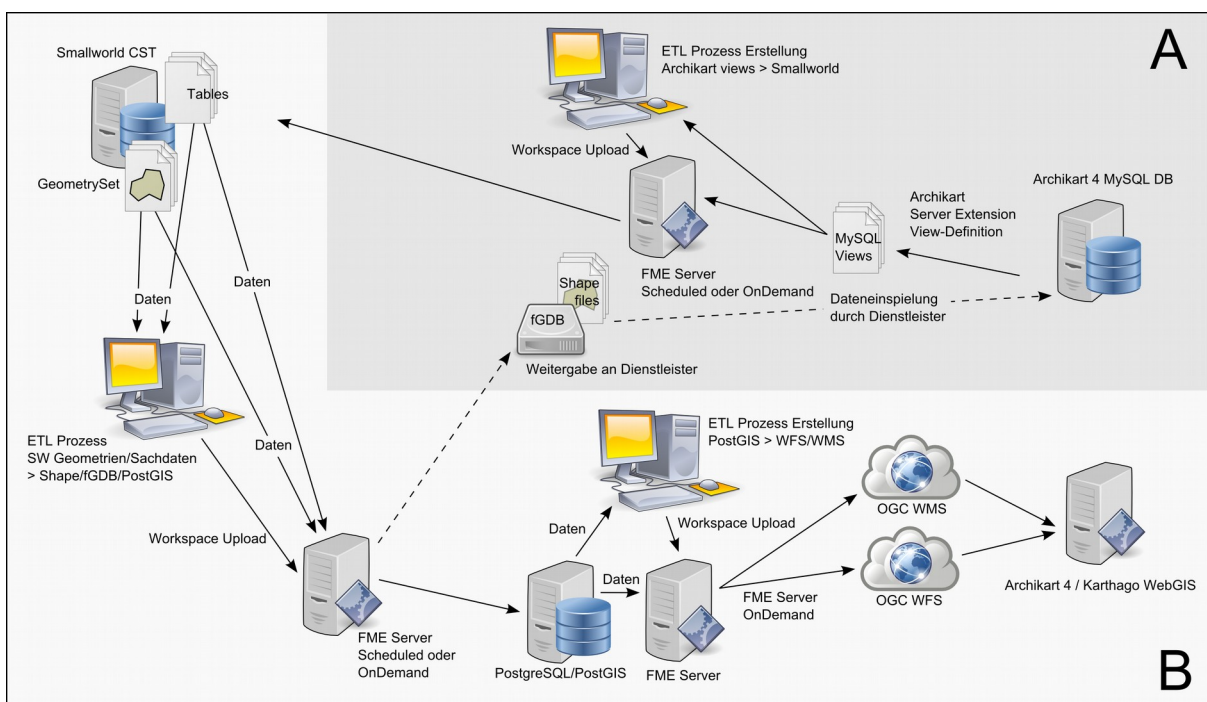 A
Smallworld CST
Tables
GeometrySet
ETL Prozess Erstellung
Archikart views > Smallworld
Workspace Upload
FME Server
Scheduled oder OnDemand
MySQL
Views
Archikart
Server Extension
View-Definition
Archikart 4 MySQL DB
Shape
files
fGDB
Weitergabe an Dienstleister
Dateneinspielung
durch Dienstleister
Daten
Daten
Daten
ETL Prozess
SW Geometrien/Sachdaten
> Shape/fGDB/PostGIS
Workspace Upload
FME Server
Scheduled oder
OnDemand
PostgreSQL/PostGIS
Daten
Daten
ETL Prozess Erstellung
PostGIS > WFS/WMS
Workspace Upload
FME Server
FME Server
OnDemand
OGC WMS
OGC WFS
Archikart 4 / Karthago WebGIS
B